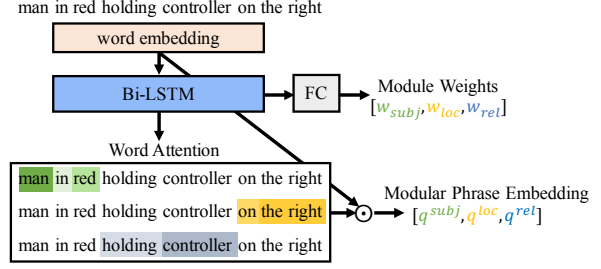 man in red holding controller on the right
word embedding
Bi-LSTM
FC
Module Weights
[w_subj, w_loc, w_rel]
Word Attention
man in red holding controller on the right
man in red holding controller on the right
man in red holding controller on the right
Modular Phrase Embedding
[q^subj, q^loc, q^rel]